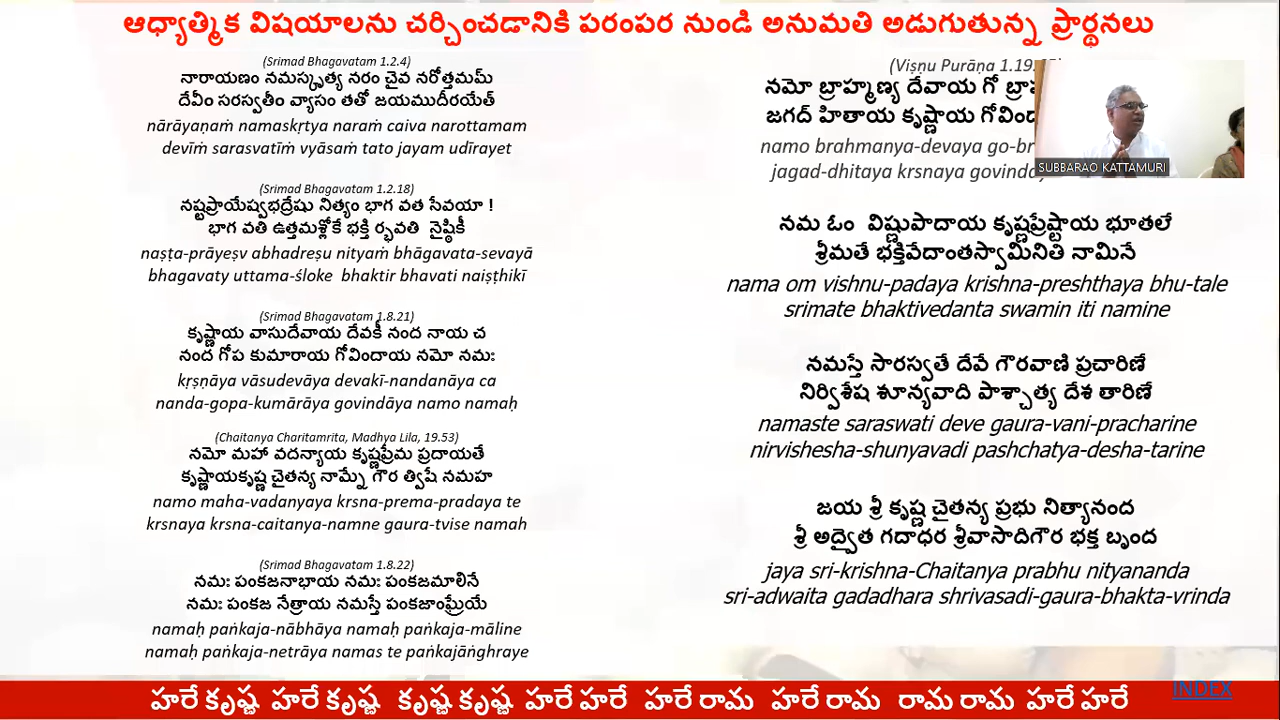 ఆధ్యాత్మిక విషయాలను చర్చించడానికి పరంపర నుండి అనుమతి అడుగుతున్న ప్రార్థనలు
(Srimad Bhagavatam 1.2.4)
నారాయణం నమస్కృత్య నరం చైవ నరోత్తమమ్
దేవీం సరస్వతీం వ్యాసం తతో జయముదీరయేత్
nārāyaṇaṁ namaskṛtya naraṁ caiva narottamam
devīṁ sarasvatīṁ vyāsaṁ tato jayam udīrayet
(Srimad Bhagavatam 1.2.18)
నష్టప్రాయేష్వభద్రేషు నిత్యం భాగ వత సేవయా !
భాగ వతి ఉత్తమశ్లోకే భక్తి ర్భవతి నైష్ఠికీ
naṣṭa-prāyeṣv abhadreṣu nityaṁ bhāgavata-sevayā
bhagavaty uttama-śloke bhaktir bhavati naiṣṭhikī
(Srimad Bhagavatam 1.8.21)
కృష్ణాయ వాసుదేవాయ దేవకీ నంద నాయ చ
నంద గోప కుమారాయ గోవిందాయ నమో నమః
kṛṣṇāya vāsudevāya devakī-nandanāya ca
nanda-gopa-kumārāya govindāya namo namaḥ
(Chaitanya Charitamrita, Madhya Lila, 19.53)
నమో మహా వదన్యాయ కృష్ణప్రేమ ప్రదాయతే
కృష్ణాయకృష్ణ చైతన్య నామ్నే గౌర త్విషే నమహ
namo maha-vadanyaya krsna-prema-pradaya te
krsnaya krsna-caitanya-namne gaura-tvise namah
(Srimad Bhagavatam 1.8.22)
నమః పంకజనాభాయ నమః పంకజమాలినే
నమః పంకజ నేత్రాయ నమస్తే పంకజాంఘ్రేయే
namaḥ paṅkaja-nābhāya namaḥ paṅkaja-māline
namaḥ paṅkaja-netrāya namas te paṅkajāṅghraye
(Viṣṇu Purāṇa 1.19.
నమో బ్రాహ్మణ్య దేవాయ గో
జగద్ హితాయ కృష్ణాయ
namo brahmanya-devaya
jagad-dhitaya krsnaya
SUBBARAO KATTAMURI
నమ ఓం విష్ణుపాదాయ కృష్ణప్రేష్టాయ భూతలే
శ్రీమతే భక్తివేదాంతస్వామినితి నామినే
nama om vishnu-padaya krishna-preshthaya bhu-tale
srimate bhaktivedanta swamin iti namine
నమస్తే సారస్వతే దేవే గౌరవాణి ప్రచారిణే
నిర్విశేష శూన్యవాది పాశ్చాత్య దేశ తారిణే
namaste saraswati deve gaura-vani-pracharine
nirvishesha-shunyavadi pashchatya-desha-tarine
జయ శ్రీ కృష్ణ చైతన్య ప్రభు నిత్యానంద
శ్రీ అద్వైత గదాధర శ్రీవాసాదిగౌర భక్త బృంద
jaya sri-krishna-Chaitanya prabhu nityananda
sri-adwaita gadadhara shrivasadi-gaura-bhakta-vrinda
హరే కృష్ణ హరే కృష్ణ కృష్ణ కృష్ణ హరే హరే హరే రామ హరే రామ రామ రామ హరే హరే
INDEX